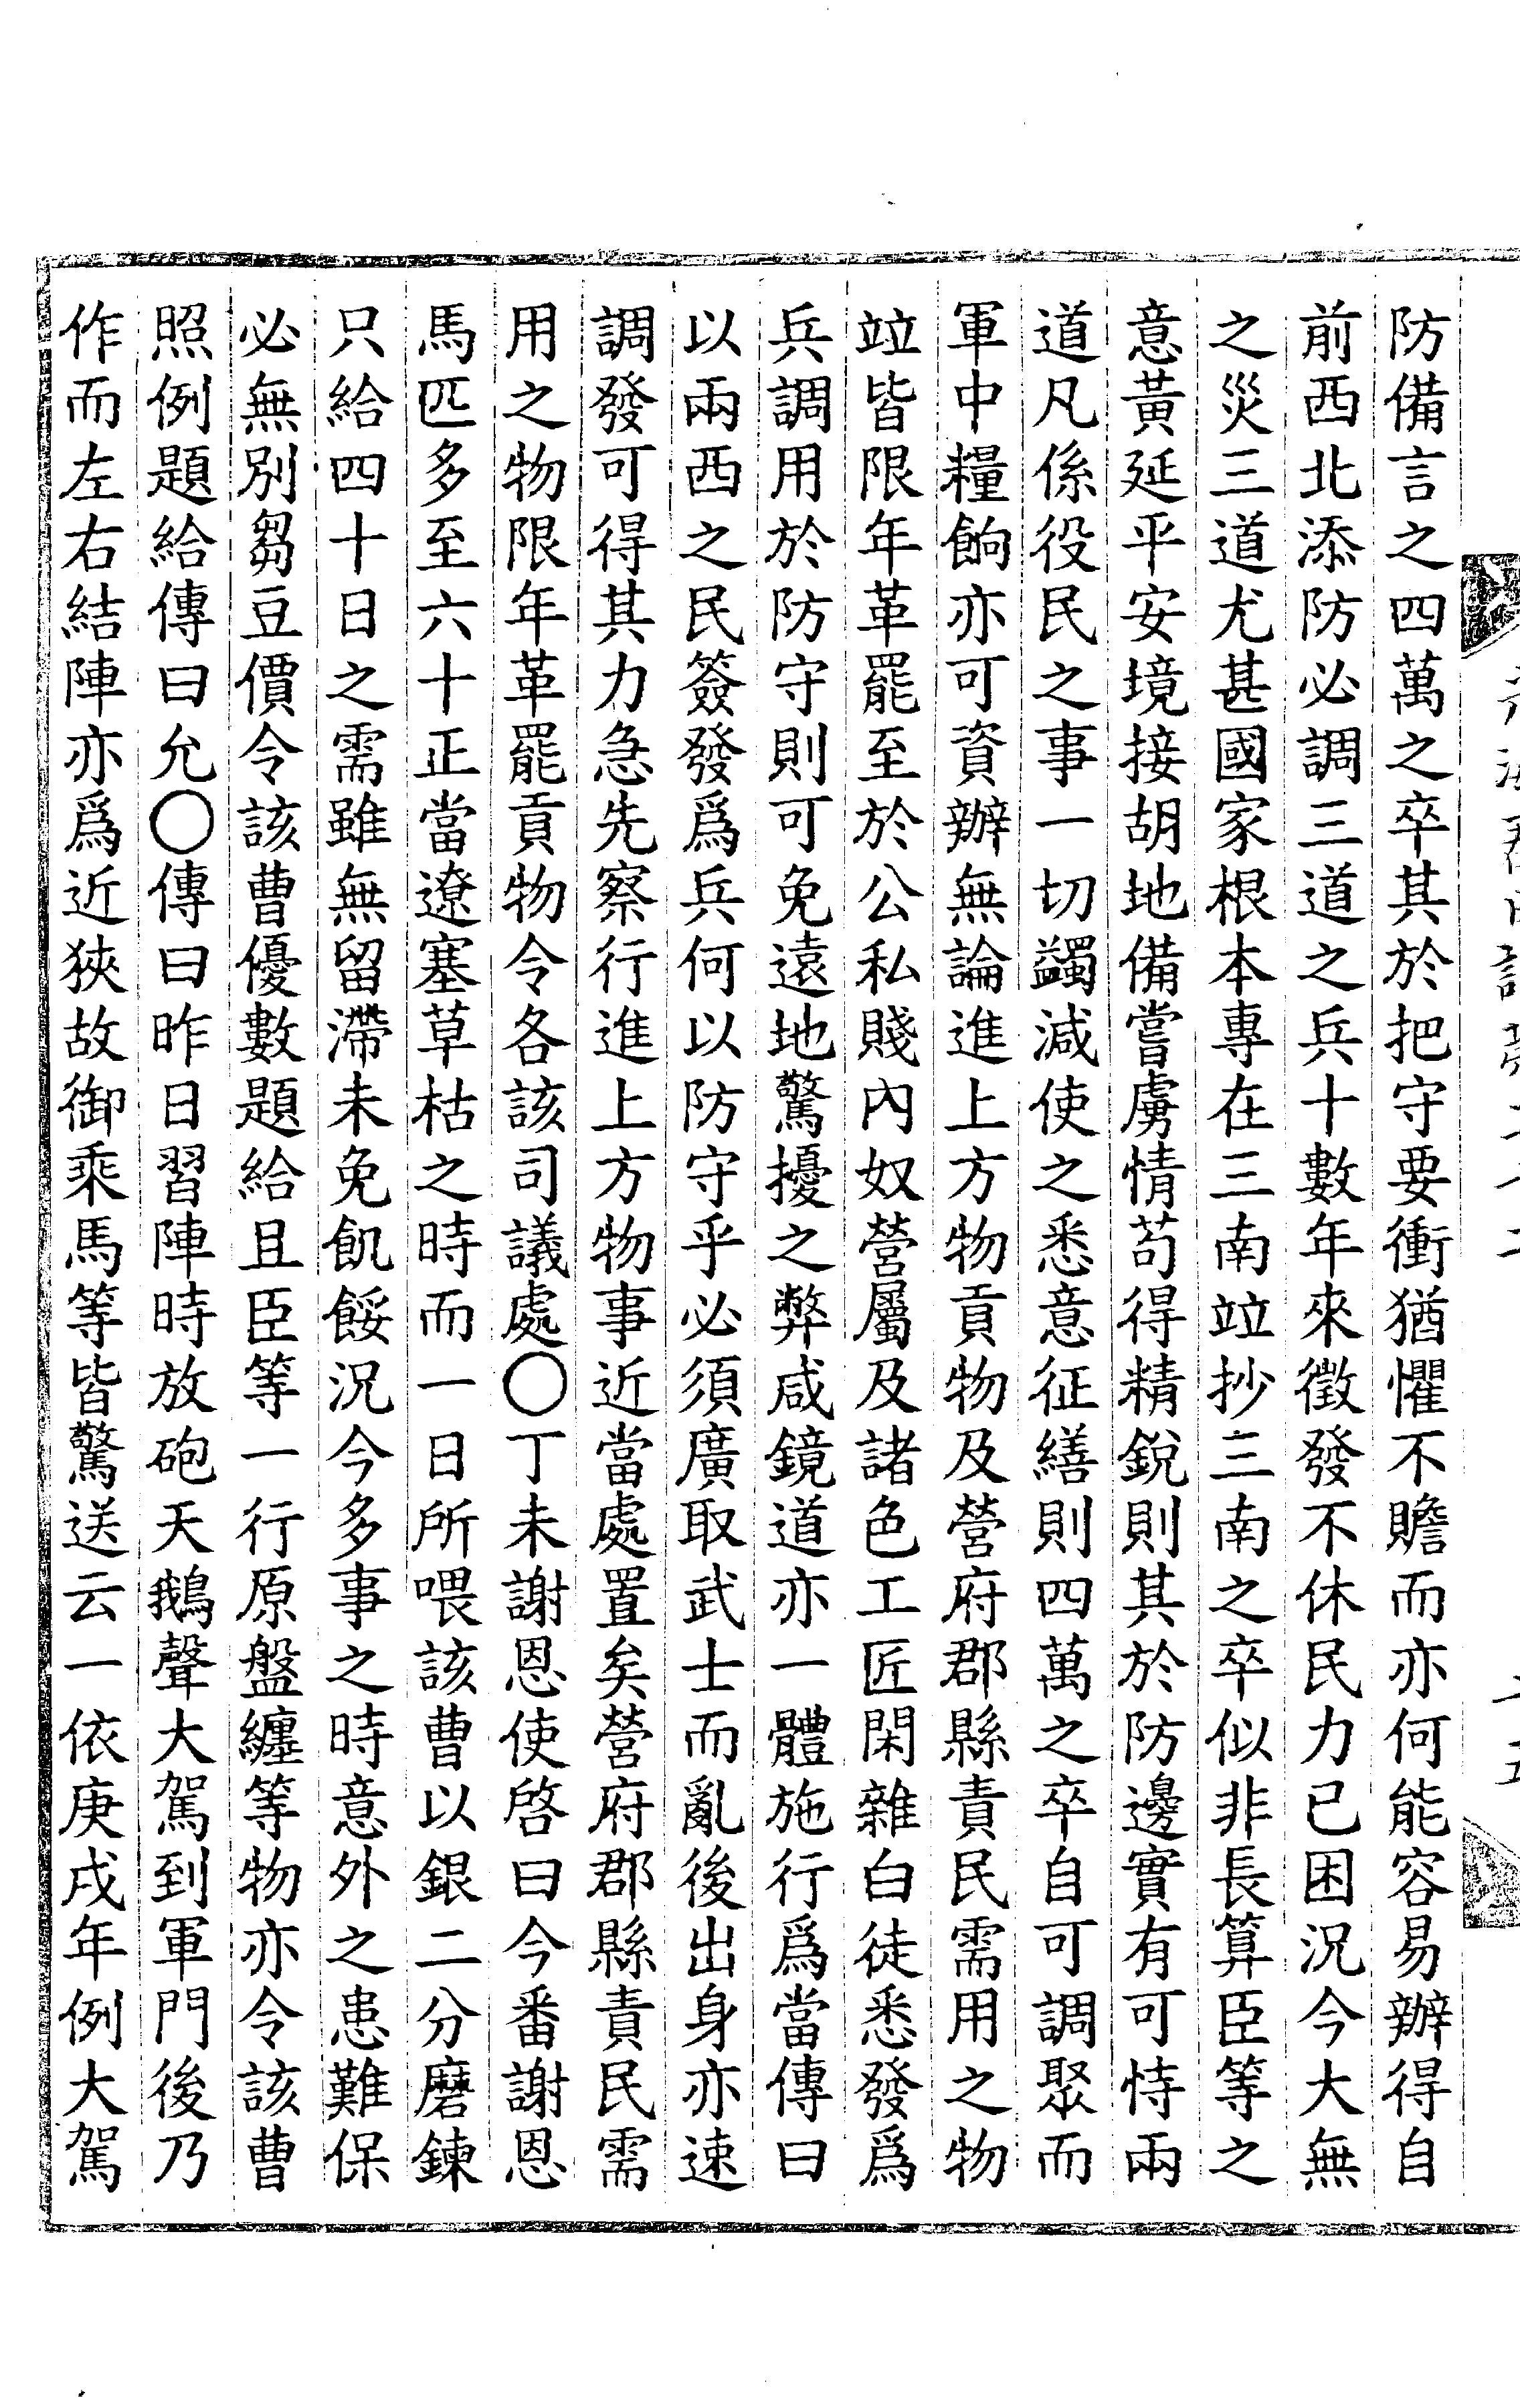 防備言之四萬之卒其於把守要衝猶懼不贍而亦何能容易辦得自
前西北添防必調三道之兵十數年來徵發不休民力已困況今大無
之災三道尤甚國家根本專在三南竝抄三南之卒似非長算臣等之
意黃延平安境接胡地備嘗虜情苟得精銳則其於防邊實有可恃兩
道凡係役民之事一切蠲減使之悉意征繕則四萬之卒自可調聚而
軍中糧餉亦可資辦無論進上方物貢物及營府郡縣責民需用之物
竝皆限年革罷至於公私賤內奴營屬及諸色工匠閑雜白徒悉發爲
兵調用於防守則可免遠地驚擾之弊咸鏡道亦一體施行爲當傳曰
以兩西之民簽發爲兵何以防守乎必須廣取武士而亂後出身亦速
調發可得其力急先察行進上方物事近當處置矣營府郡縣責民需
用之物限年革罷貢物令各該司議處○丁未謝恩使啓曰今番謝恩
馬匹多至六十正當遼塞草枯之時而一日所喂該曹以銀二分磨鍊
只給四十日之需雖無留滯未免飢餒況今多事之時意外之患難保
必無別芻豆價令該曹優數題給且臣等一行原盤纏等物亦令該曹
照例題給傳曰允○傳曰昨日習陣時放砲天鵝聲大駕到軍門後乃
作而左右結陣亦爲近狹故御乘馬等皆驚送云一依庚戌年例大駕